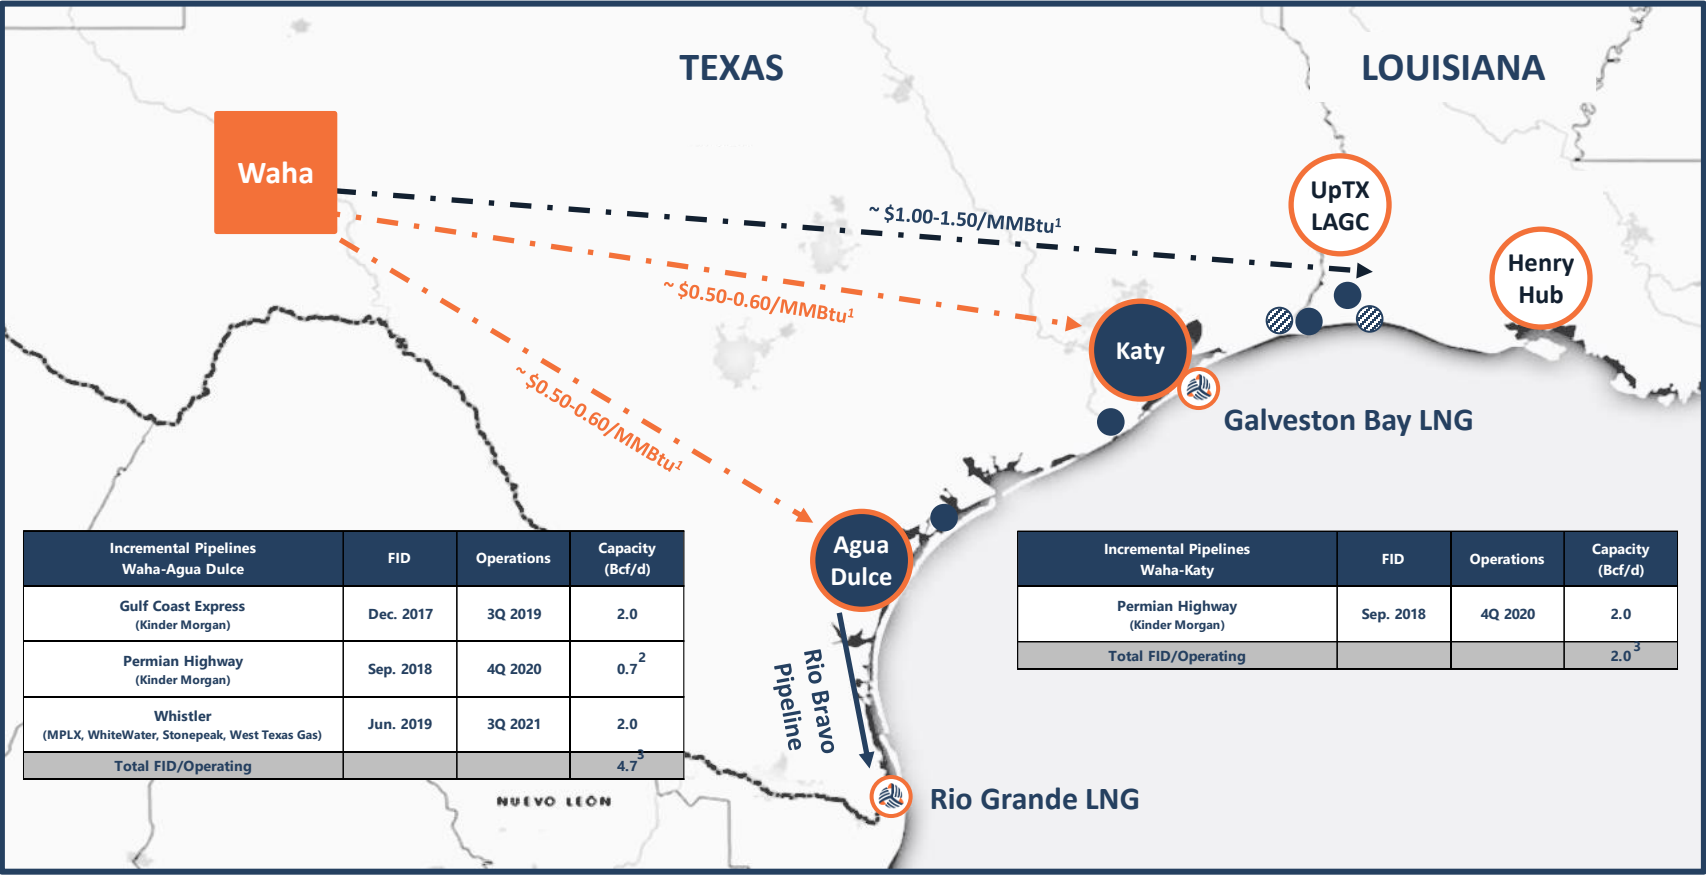 TEXAS
LOUISIANA
Waha
UpTX
LAGC
Henry
Hub
~ $1.00-1.50/MMBtu¹
~ $0.50-0.60/MMBtu¹
~ $0.50-0.60/MMBtu¹
Katy
Galveston Bay LNG
Agua
Dulce
Rio Bravo
Pipeline
Rio Grande LNG
NUEVO LEÓN
Incremental Pipelines
Waha-Agua Dulce
FID
Operations
Capacity
(Bcf/d)
Gulf Coast Express
(Kinder Morgan)
Dec. 2017
3Q 2019
2.0
Permian Highway
(Kinder Morgan)
Sep. 2018
4Q 2020
0.7²
Whistler
(MPLX, WhiteWater, Stonepeak, West Texas Gas)
Jun. 2019
3Q 2021
2.0
Total FID/Operating
4.7³
Incremental Pipelines
Waha-Katy
FID
Operations
Capacity
(Bcf/d)
Permian Highway
(Kinder Morgan)
Sep. 2018
4Q 2020
2.0
Total FID/Operating
2.0³